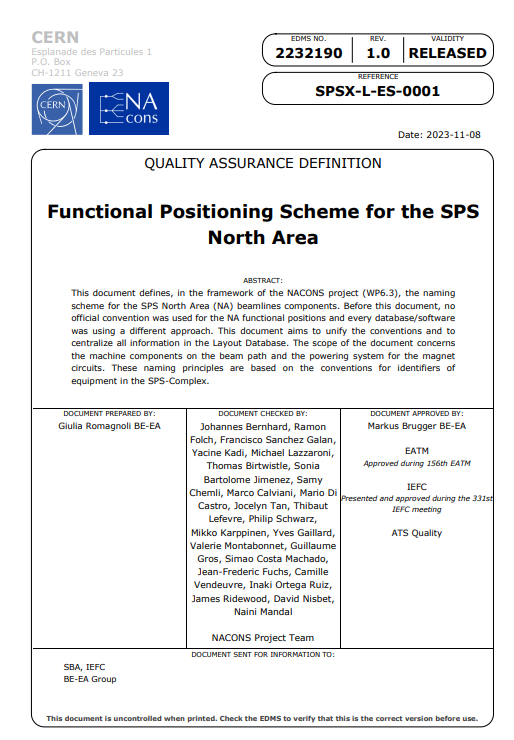 CERN
Esplanade des Particules 1
P.O. Box
CH-1211 Geneva 23
CERN
ENA
cons
EDMS NO.
REV.
VALIDITY
2232190
1.0
RELEASED
REFERENCE
SPSX-L-ES-0001
Date: 2023-11-08
QUALITY ASSURANCE DEFINITION
Functional Positioning Scheme for the SPS
North Area
ABSTRACT:
This document defines, in the framework of the NACONS project (WP6.3), the naming
scheme for the SPS North Area (NA) beamlines components. Before this document, no
official convention was used for the NA functional positions and every database/software
was using a different approach. This document aims to unify the conventions and to
centralize all information in the Layout Database. The scope of the document concerns
the machine components on the beam path and the powering system for the magnet
circuits. These naming principles are based on the conventions for identifiers of
equipment in the SPS-Complex.
DOCUMENT PREPARED BY:
Giulia Romagnoli BE-EA
DOCUMENT CHECKED BY:
Johannes Bernhard, Ramon
Folch, Francisco Sanchez Galan,
Yacine Kadi, Michael Lazzaroni,
Thomas Birtwistle, Sonia
Bartolome Jimenez, Samy
Chemli, Marco Calviani, Mario Di
Castro, Jocelyn Tan, Thibaut
Lefevre, Philip Schwarz,
Mikko Karppinen, Yves Gaillard,
Valerie Montabonnet, Guillaume
Gros, Simao Costa Machado,
Jean-Frederic Fuchs, Camille
Vendeuvre, Inaki Ortega Ruiz,
James Ridewood, David Nisbet,
Naini Mandal
NACONS Project Team
DOCUMENT APPROVED BY:
Markus Brugger BE-EA
EATM
Approved during 156th EATM
IEFC
Presented and approved during the 331st
IEFC meeting
ATS Quality
DOCUMENT SENT FOR INFORMATION TO:
SBA, IEFC
BE-EA Group
This document is uncontrolled when printed. Check the EDMS to verify that this is the correct version before use.